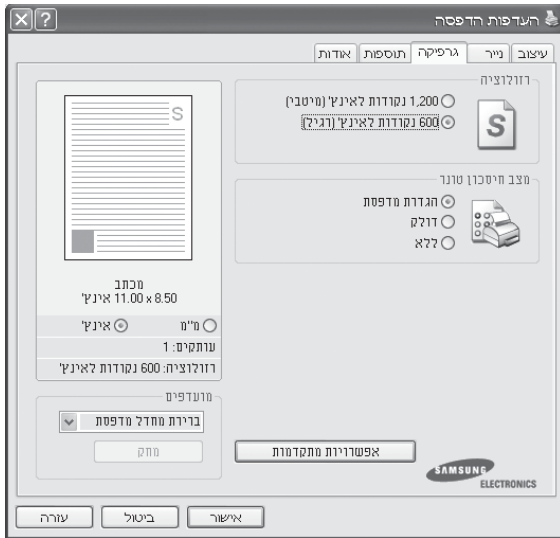 העדפות הדפסה
עיצוב נייר גרפיקה תוספות אודות
רזולוציה
1,200 נקודות לאינץ' (מיטבי)
600 נקודות לאינץ' (רגיל)
S
מצב חיסכון טונר
הגדרת מדפסת
דולק
ללא
S
מכתב
11.00 x 8.50 אינץ'
מ"מ אינץ'
עותקים: 1
רזולוציה: 600 נקודות לאינץ'
מועדפים
ברירת מחדל מדפסת
מחק
אפשרויות מתקדמות
SAMSUNG
ELECTRONICS
אישור ביטול עזרה